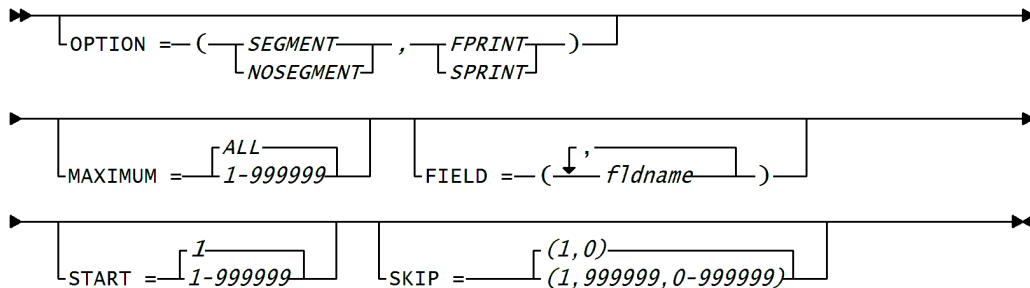 OPTION = ( SEGMENT , FPRINT )
NOSEGMENT SPRINT
ALL ,
MAXIMUM = 1-999999 FIELD = ( fldname )
1 (1,0)
START = 1-999999 SKIP = (1,999999,0-999999)